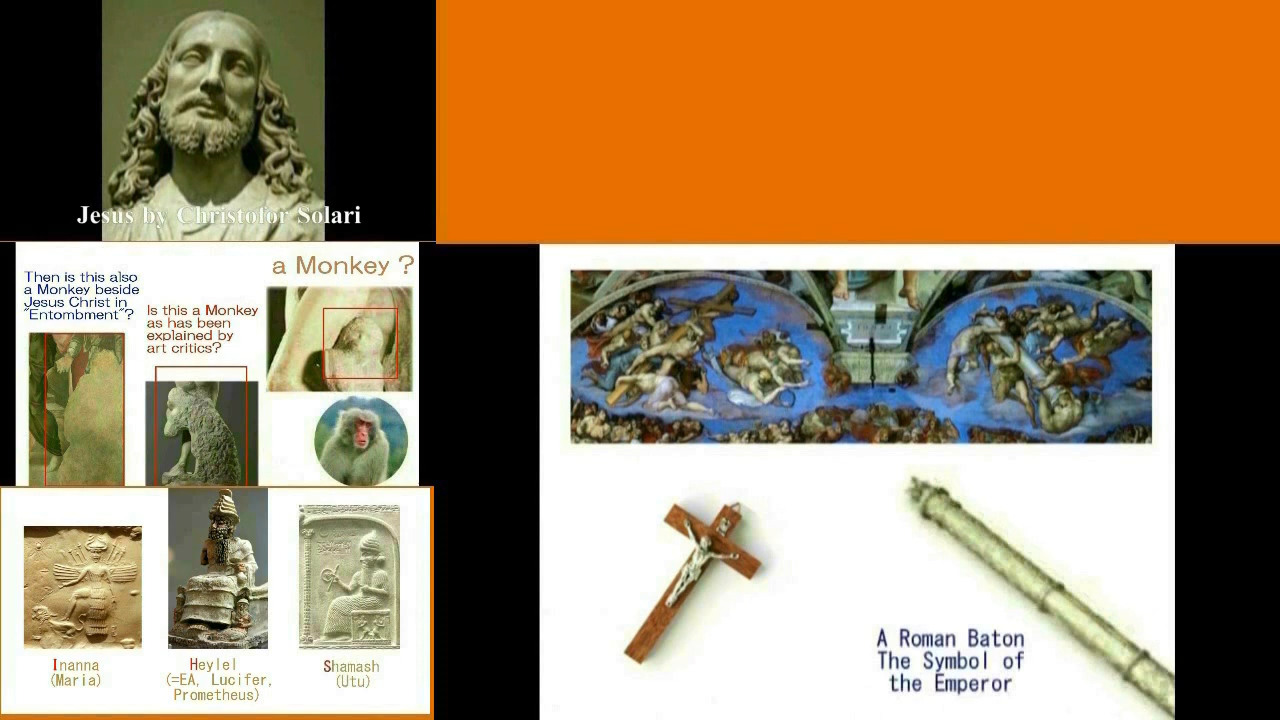 Jesus by Christofor Solari
a Monkey ?
Then is this also
a Monkey beside
Jesus Christ in
"Entombment"?
Is this a Monkey
as has been
explained by
art critics?
Inanna
(Maria)
Heylel
(=EA, Lucifer,
Prometheus)
Shamash
(Utu)
A Roman Baton
The Symbol of
the Emperor